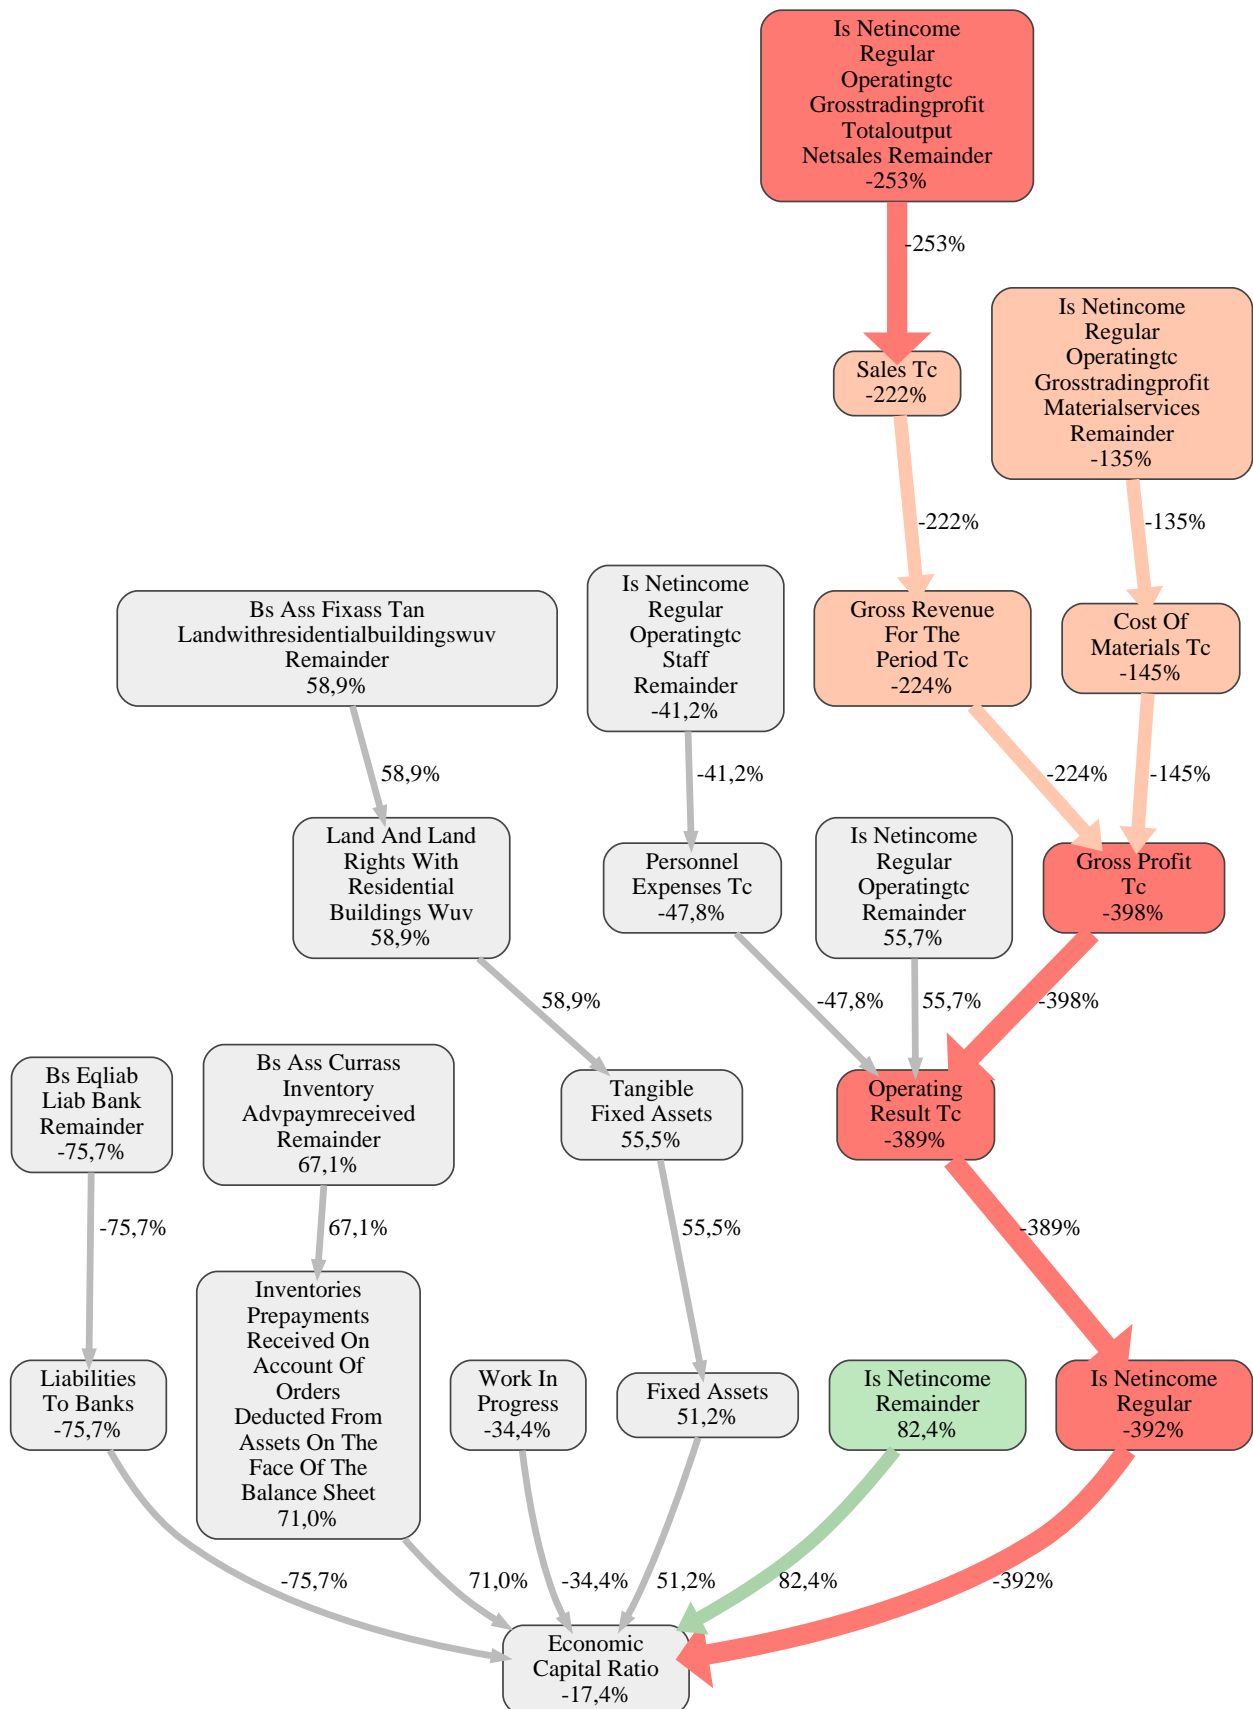 Is Netincome
Regular
Operatingtc
Grosstradingprofit
Totaloutput
Netsales Remainder
-253%
-253%
Is Netincome
Regular
Operatingtc
Grosstradingprofit
Materialservices
Remainder
-135%
Sales Tc
-222%
-222%
-135%
Bs Ass Fixass Tan
Landwithresidentialbuildingswuv
Remainder
58,9%
Is Netincome
Regular
Operatingtc
Staff
Remainder
-41,2%
Gross Revenue
For The
Period Tc
-224%
Cost Of
Materials Tc
-145%
58,9%
-41,2%
-224%
-145%
Land And Land
Rights With
Residential
Buildings Wuv
58,9%
Personnel
Expenses Tc
-47,8%
Is Netincome
Regular
Operatingtc
Remainder
55,7%
Gross Profit
Tc
-398%
58,9%
-47,8%
55,7%
-398%
Bs Eqliab
Liab Bank
Remainder
-75,7%
Bs Ass Currass
Inventory
Advpaymreceived
Remainder
67,1%
Tangible
Fixed Assets
55,5%
Operating
Result Tc
-389%
-75,7%
67,1%
55,5%
-389%
Liabilities
To Banks
-75,7%
Inventories
Prepayments
Received On
Account Of
Orders
Deducted From
Assets On The
Face Of The
Balance Sheet
71,0%
Work In
Progress
-34,4%
Fixed Assets
51,2%
Is Netincome
Remainder
82,4%
Is Netincome
Regular
-392%
-75,7%
71,0%
-34,4%
51,2%
82,4%
-392%
Economic
Capital Ratio
-17,4%